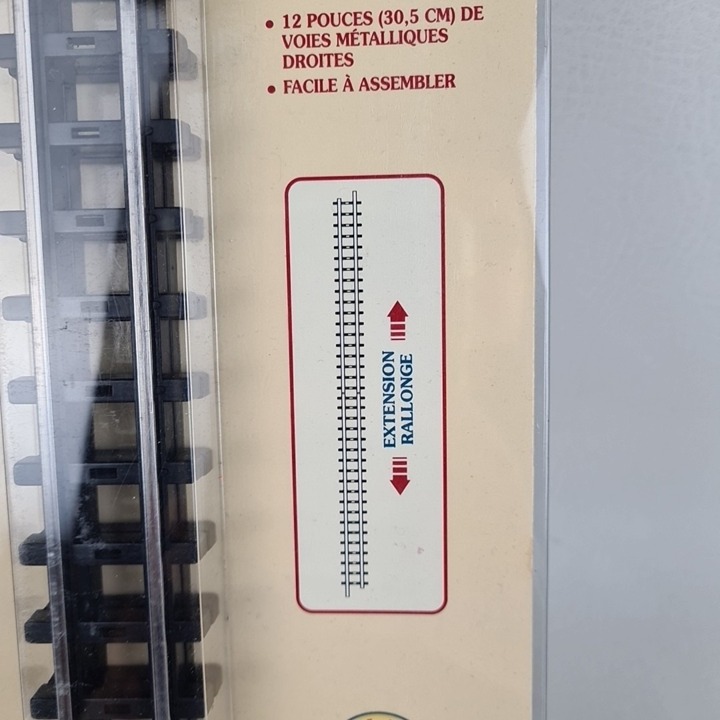 • 12 POUCES (30,5 CM) DE
VOIES MÉTALLIQUES
DROITES
• FACILE À ASSEMBLER
EXTENSION
RALLONGE